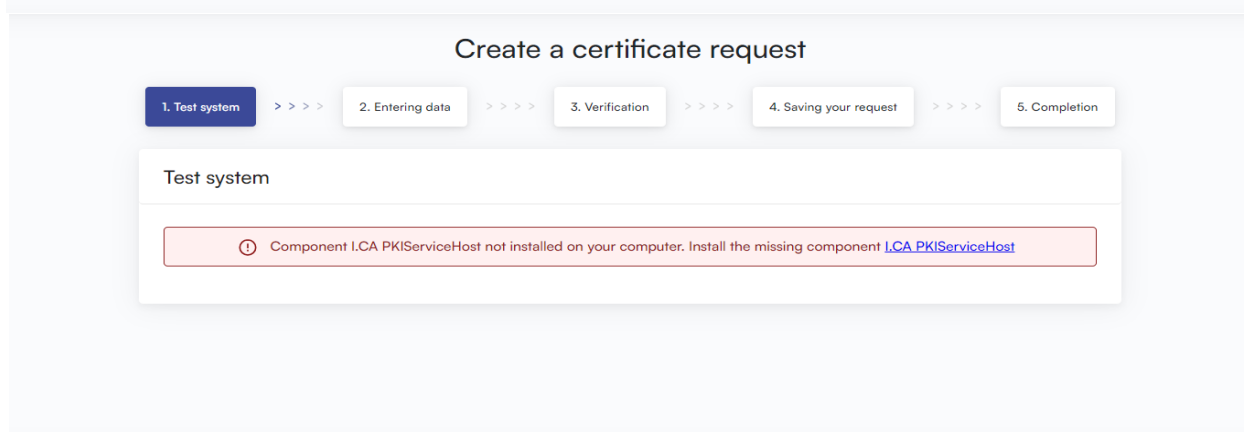 Create a certificate request
1. Test system > > > > 2. Entering data > > > > 3. Verification > > > > 4. Saving your request > > > > 5. Completion
Test system
Component I.CA PKIServiceHost not installed on your computer. Install the missing component I.CA PKIServiceHost